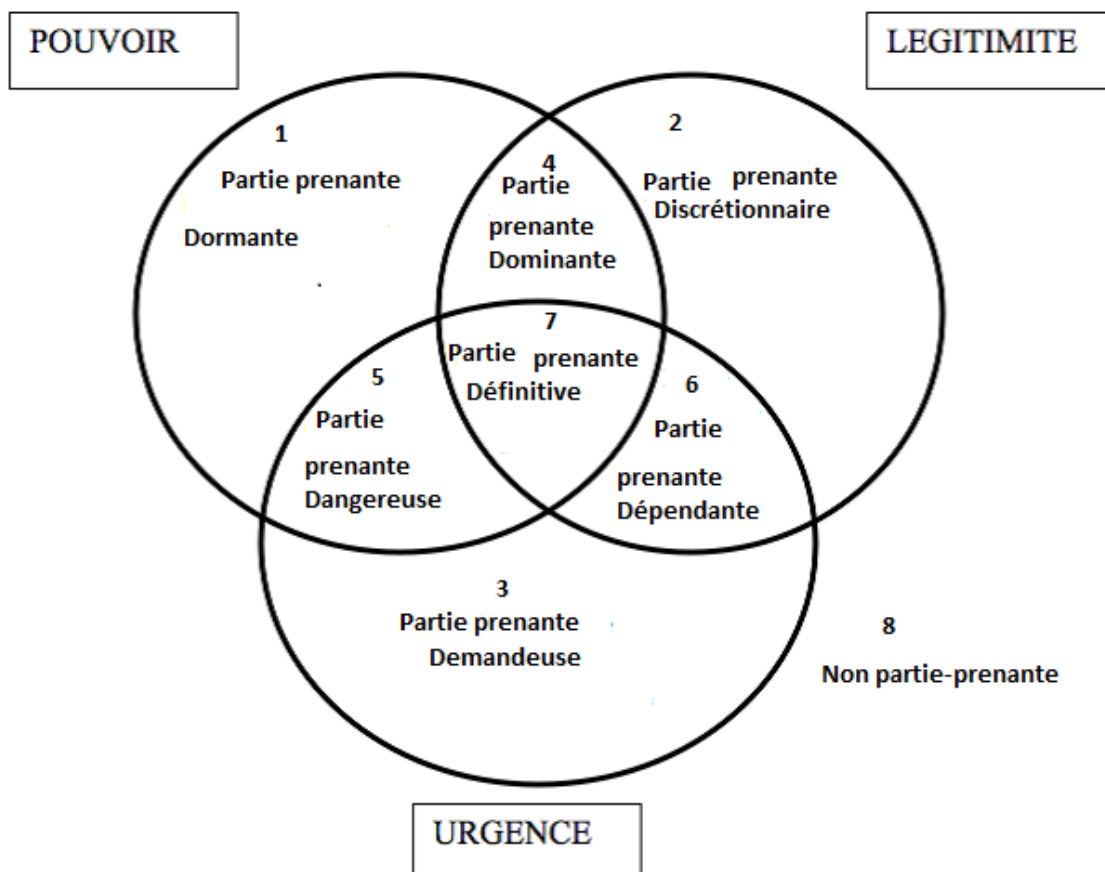 POUVOIR
LEGITIMITE
1
Partie prenante
Dormante
2
Partie prenante
Discrétionnaire
4
Partie
prenante
Dominante
7
Partie prenante
Définitive
5
Partie
prenante
Dangereuse
6
Partie
prenante
Dépendante
3
Partie prenante
Demandeuse
8
Non partie-prenante
URGENCE